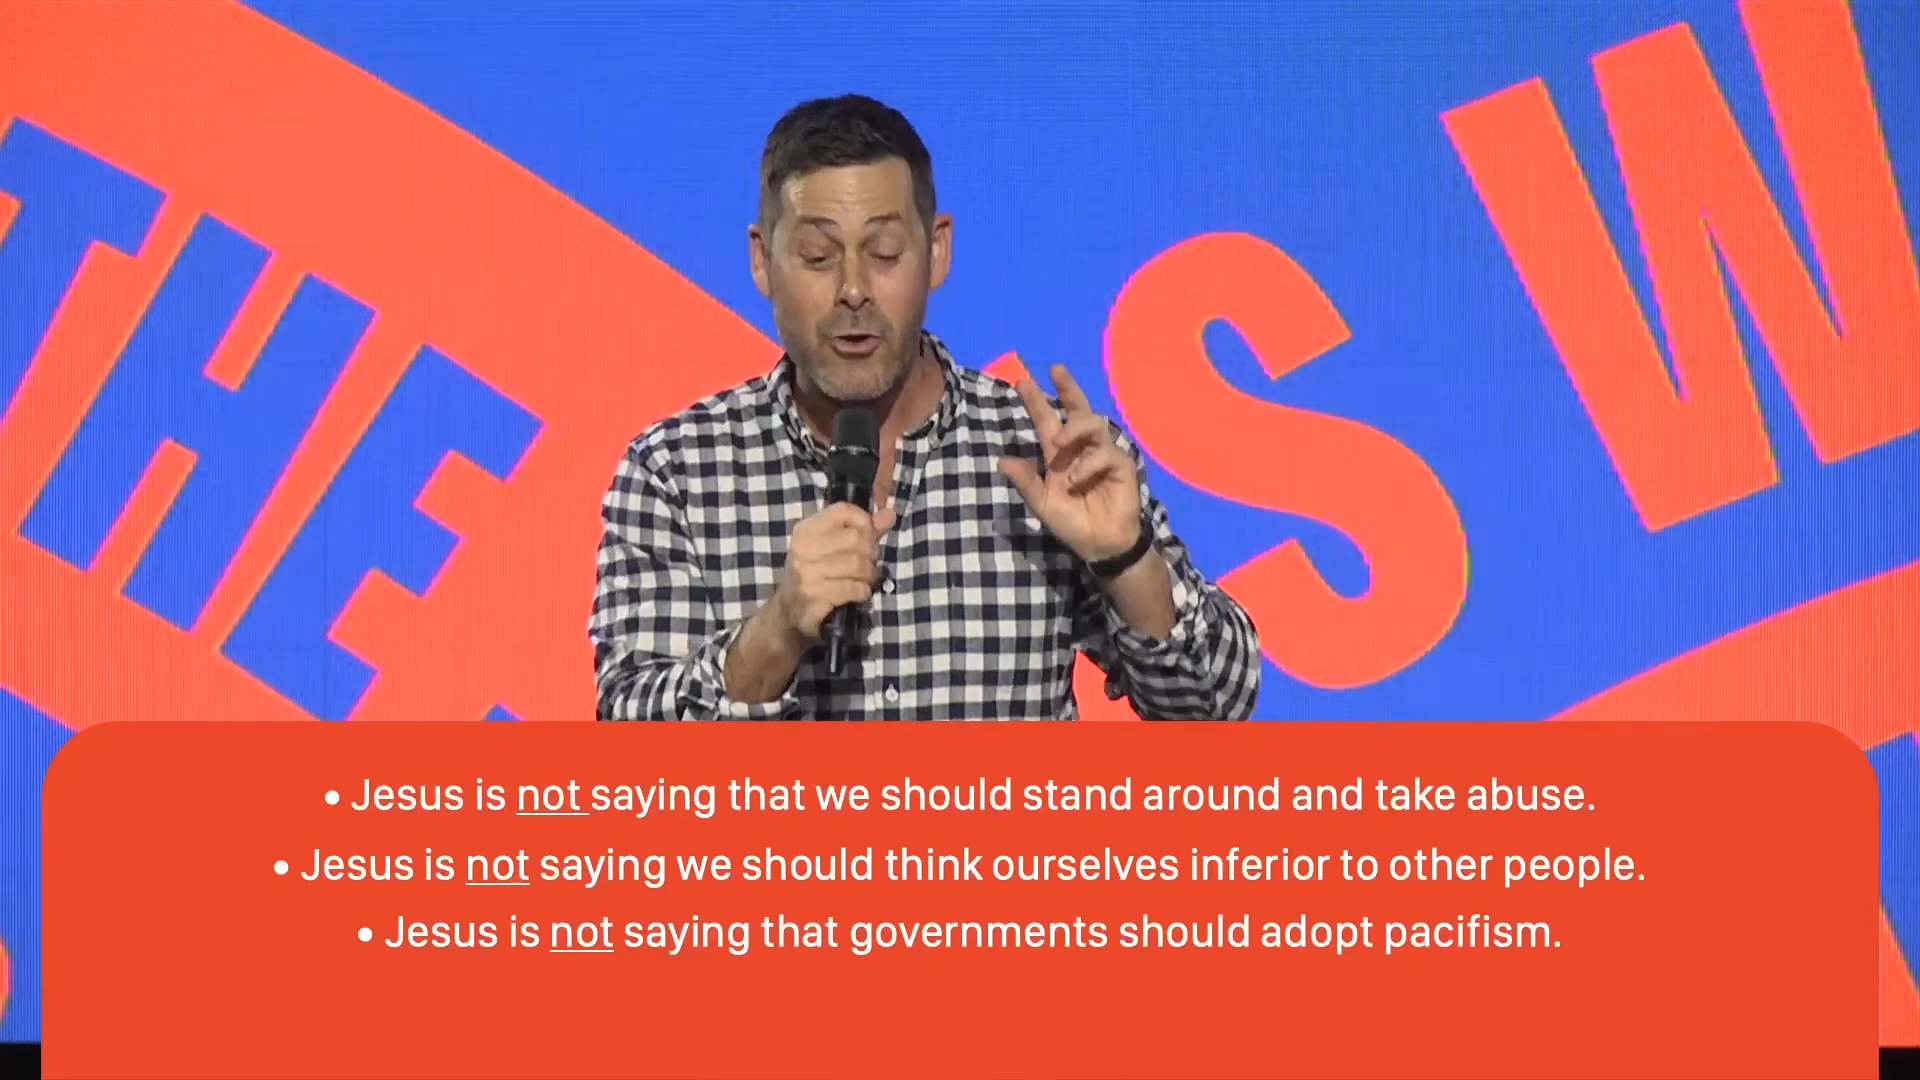 THE
S W
• Jesus is not saying that we should stand around and take abuse.
• Jesus is not saying we should think ourselves inferior to other people.
• Jesus is not saying that governments should adopt pacifism.